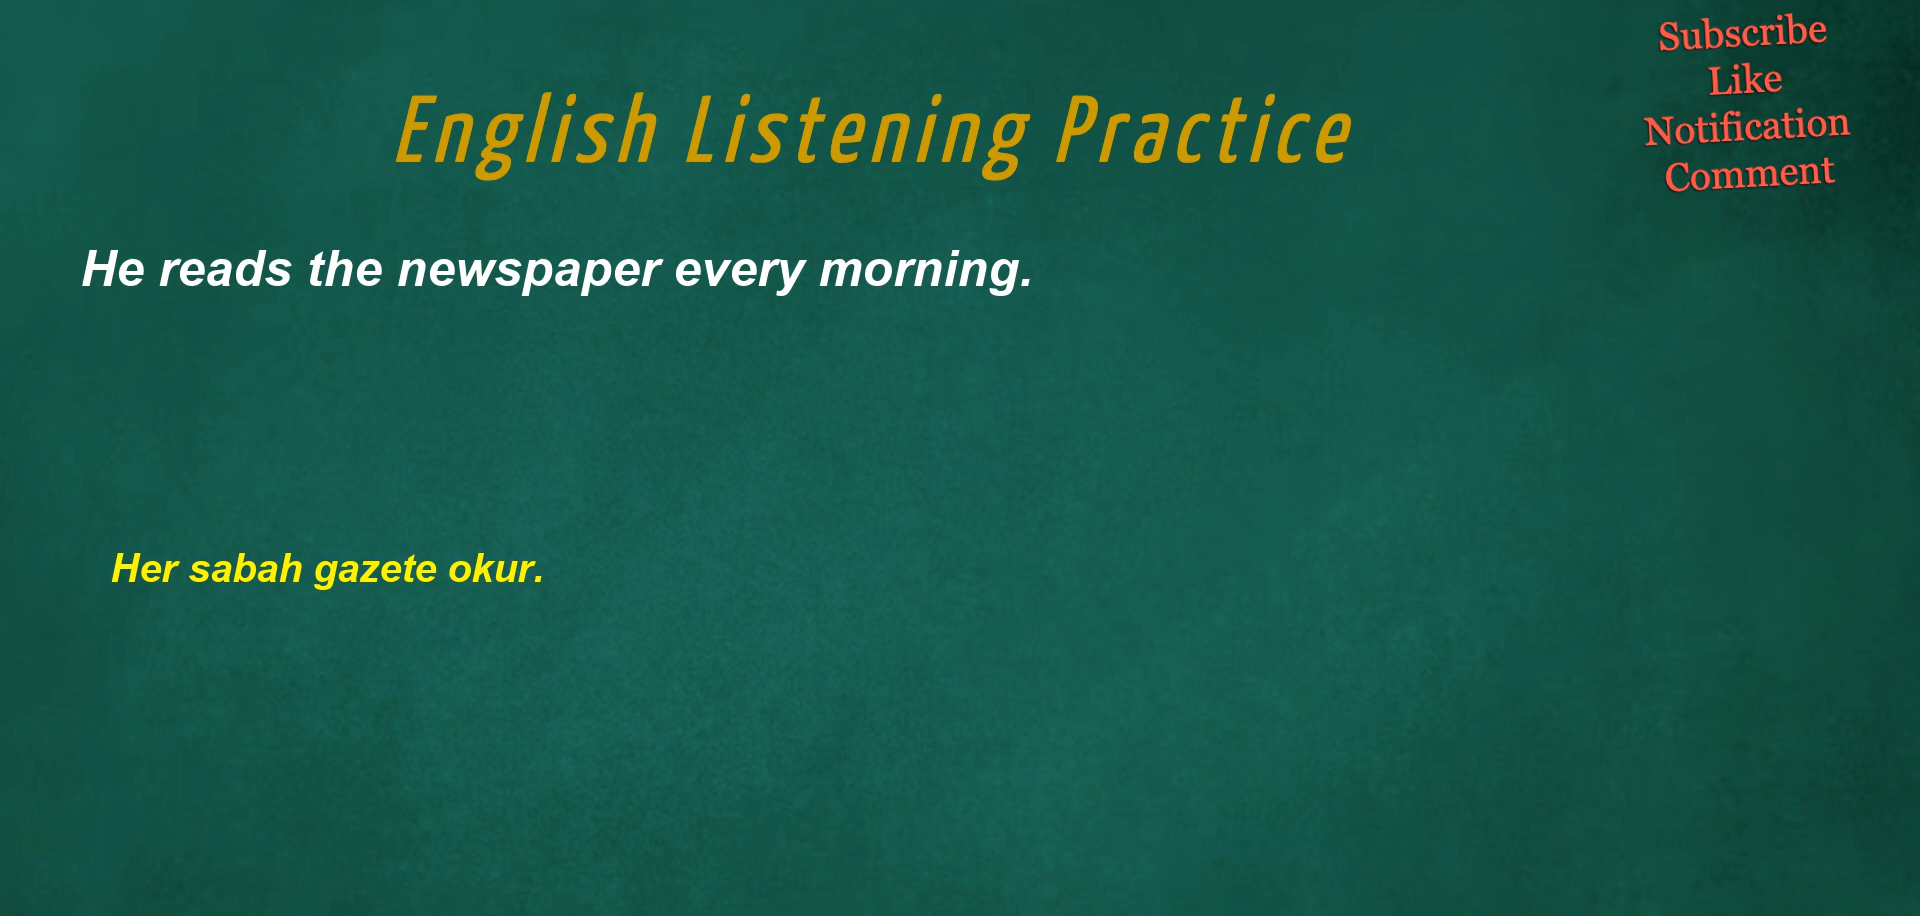 English Listening Practice
Subscribe
Like
Notification
Comment
He reads the newspaper every morning.
Her sabah gazete okur.